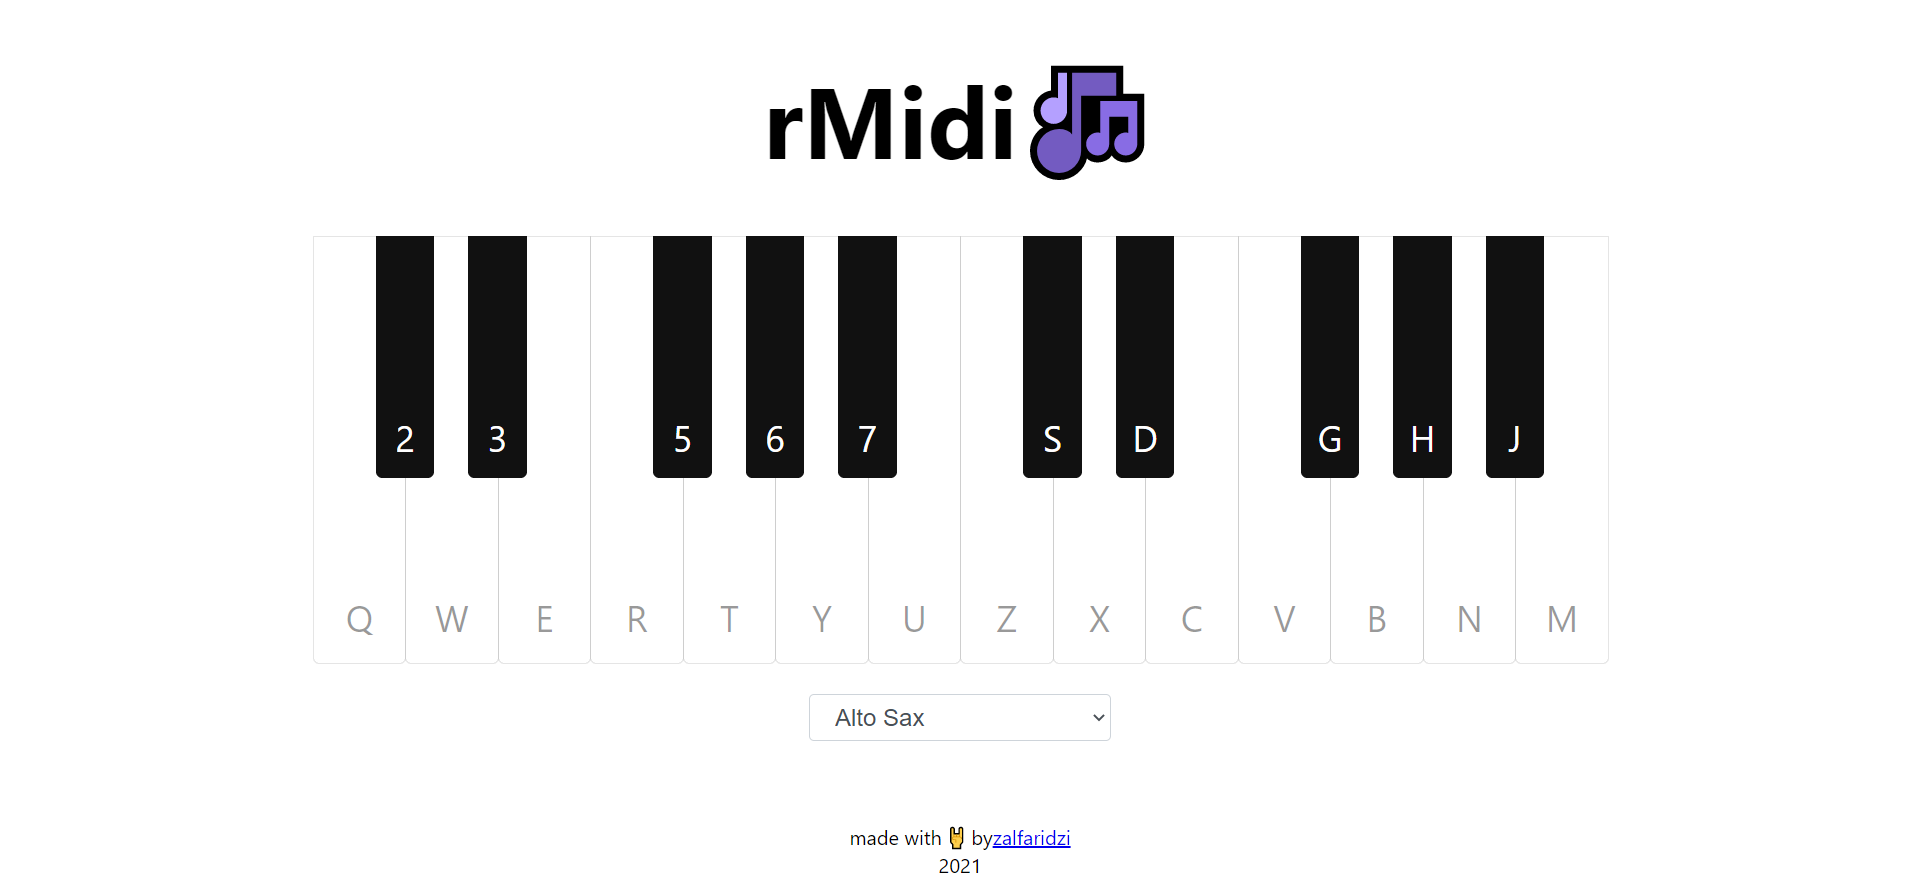 rMidi
2 3 5 6 7 S D G H J
Q W E R T Y U Z X C V B N M
Alto Sax
made with 🤘 byzalfaridzi
2021